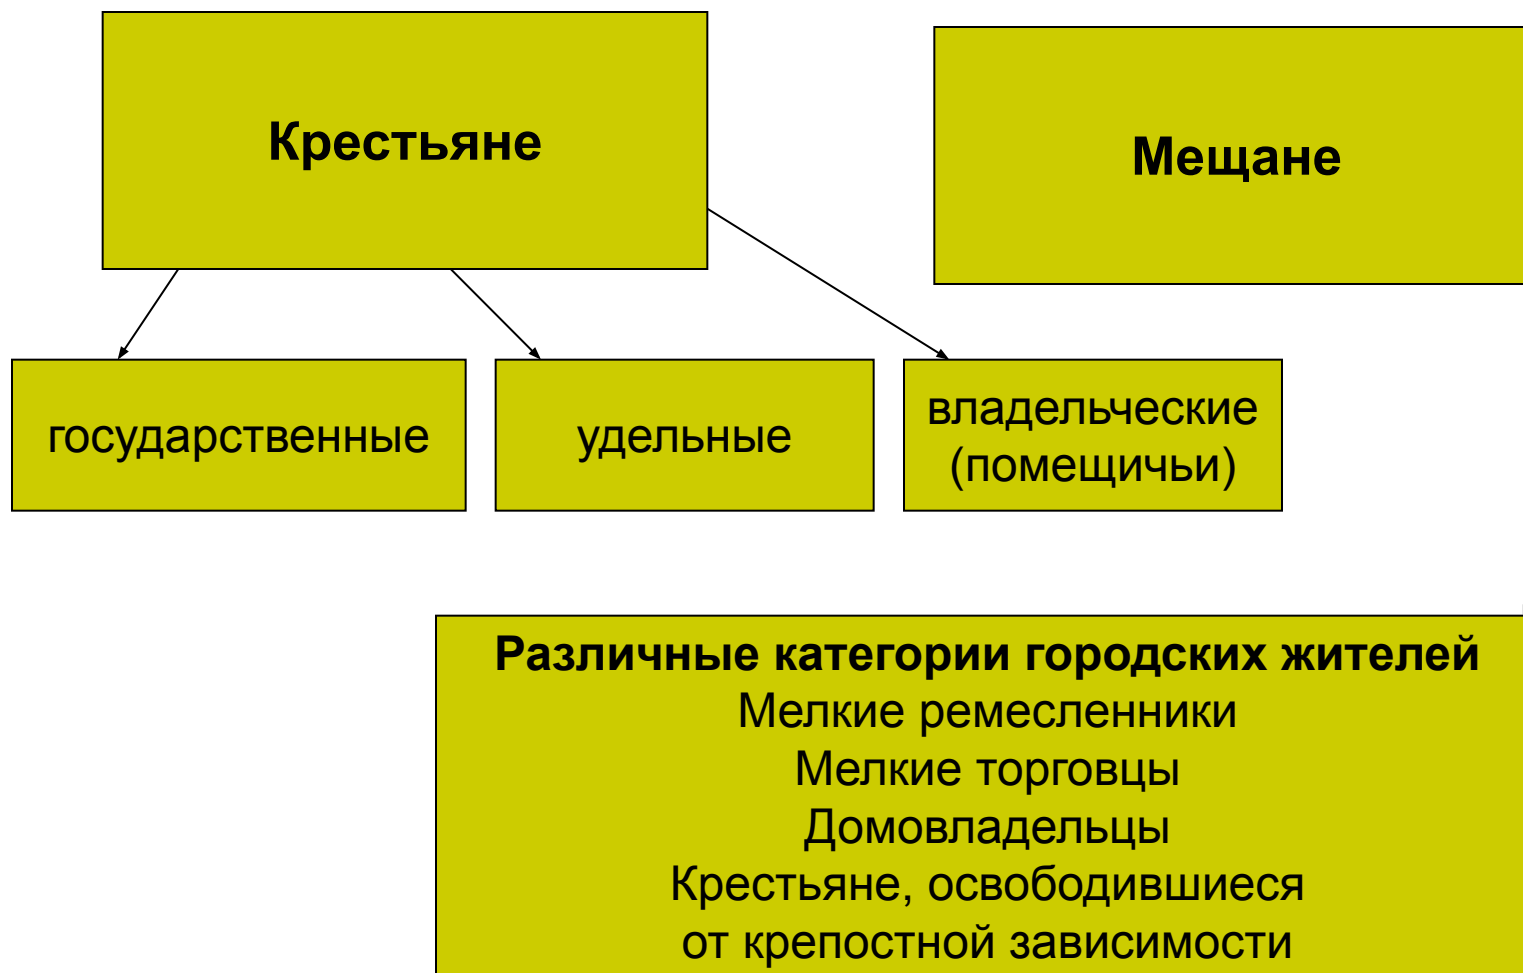 Крестьяне
Мещане
государственные
удельные
владельческие
(помещичьи)
Различные категории городских жителей
Мелкие ремесленники
Мелкие торговцы
Домовладельцы
Крестьяне, освободившиеся
от крепостной зависимости